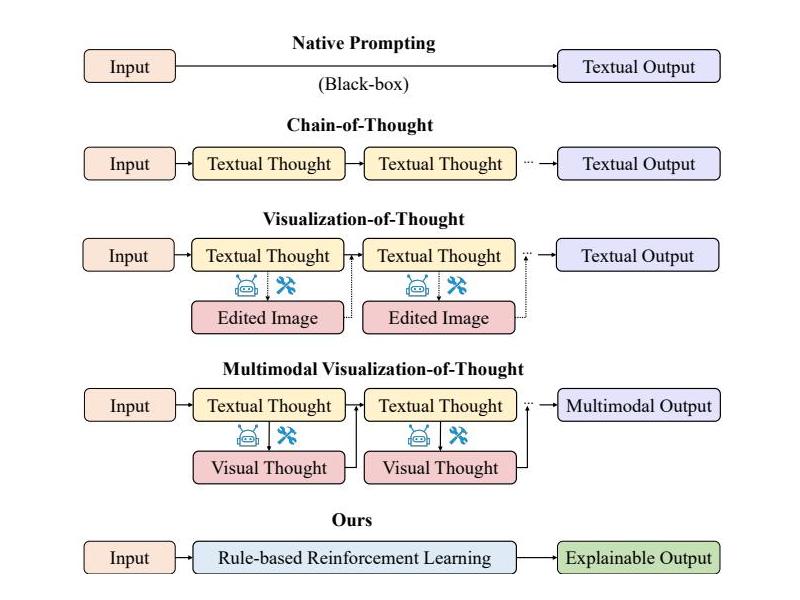 Native Prompting
Input
(Black-box)
Textual Output
Chain-of-Thought
Input
Textual Thought
Textual Thought
...
Textual Output
Visualization-of-Thought
Input
Textual Thought
Textual Thought
...
Textual Output
Edited Image
Edited Image
Multimodal Visualization-of-Thought
Input
Textual Thought
Textual Thought
...
Multimodal Output
Visual Thought
Visual Thought
Ours
Input
Rule-based Reinforcement Learning
Explainable Output